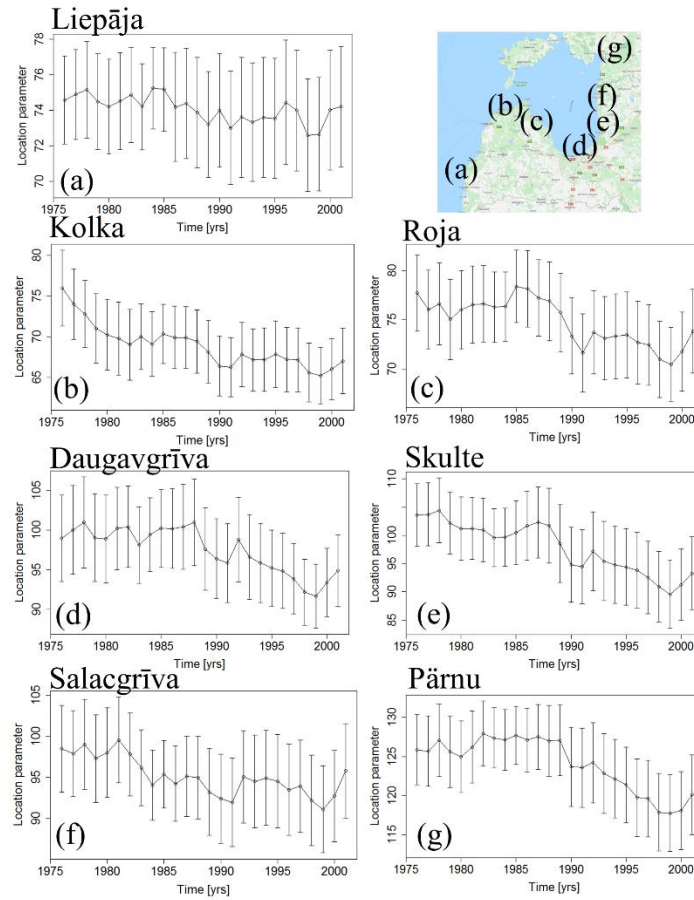 Liepāja
Location parameter
70 72 74 76 78
1975 1980 1985 1990 1995 2000
Time [yrs]
(a)
(g)
(f)
(b)
(c)
(e)
(d)
(a)
Kolka
Location parameter
65 70 75 80
1975 1980 1985 1990 1995 2000
Time [yrs]
(b)
Roja
Location parameter
70 75 80
1975 1980 1985 1990 1995 2000
Time [yrs]
(c)
Daugavgrīva
Location parameter
90 95 100 105
1975 1980 1985 1990 1995 2000
Time [yrs]
(d)
Skulte
Location parameter
85 90 95 100 110
1975 1980 1985 1990 1995 2000
Time [yrs]
(e)
Salacgrīva
Location parameter
90 95 100 105
1975 1980 1985 1990 1995 2000
Time [yrs]
(f)
Pärnu
Location parameter
115 120 125 130
1975 1980 1985 1990 1995 2000
Time [yrs]
(g)